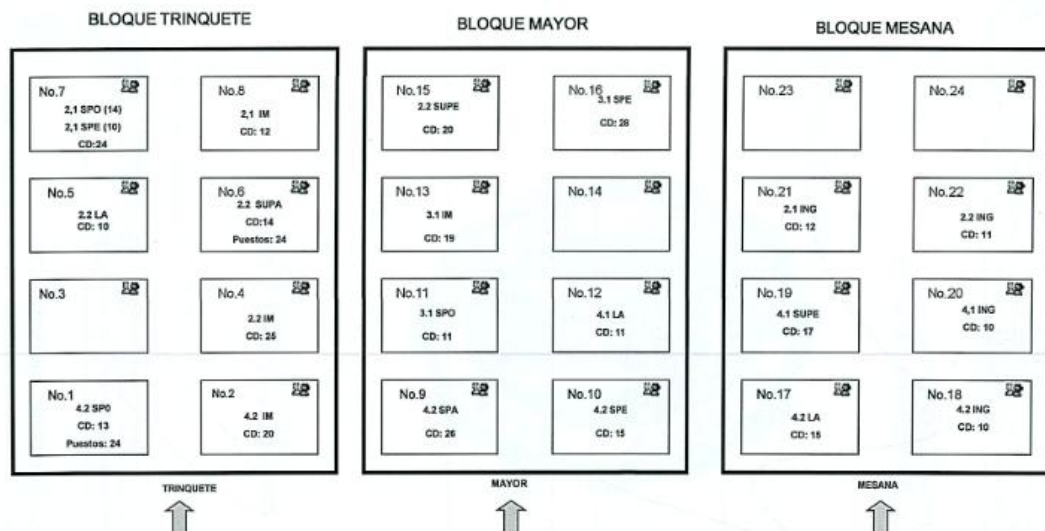 BLOQUE TRINQUETE
No.7
2,1 SPO (14)
2,1 SPE (10)
CD:24
No.8
2,1 IM
CD: 12
No.5
2.2 LA
CD: 10
No.6
2.2 SUPA
CD:14
Puestos: 24
No.3
No.4
2.2 IM
CD: 25
No.1
4.2 SPO
CD: 13
Puestos: 24
No.2
4.2 IM
CD: 20
TRINQUETE
BLOQUE MAYOR
No.15
2.2 SUPE
CD: 20
No.16
3.1 SPE
CD: 28
No.13
3.1 IM
CD: 19
No.14
No.11
3.1 SPO
CD: 11
No.12
4.1 LA
CD: 11
No.9
4.2 SPA
CD: 26
No.10
4.2 SPE
CD: 15
MAYOR
BLOQUE MESANA
No.23
No.24
No.21
2.1 ING
CD: 12
No.22
2.2 ING
CD: 11
No.19
4.1 SUPE
CD: 17
No.20
4,1 ING
CD: 10
No.17
4.2 LA
CD: 15
No.18
4.2 ING
CD: 10
MESANA